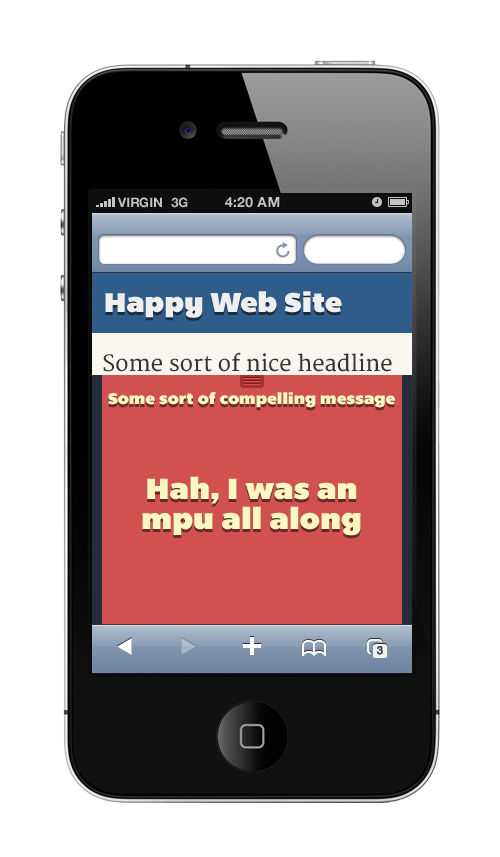 VIRGIN 3G 4:20 AM
Happy Web Site
Some sort of nice headline
Some sort of compelling message
Hah, I was an
mpu all along
3